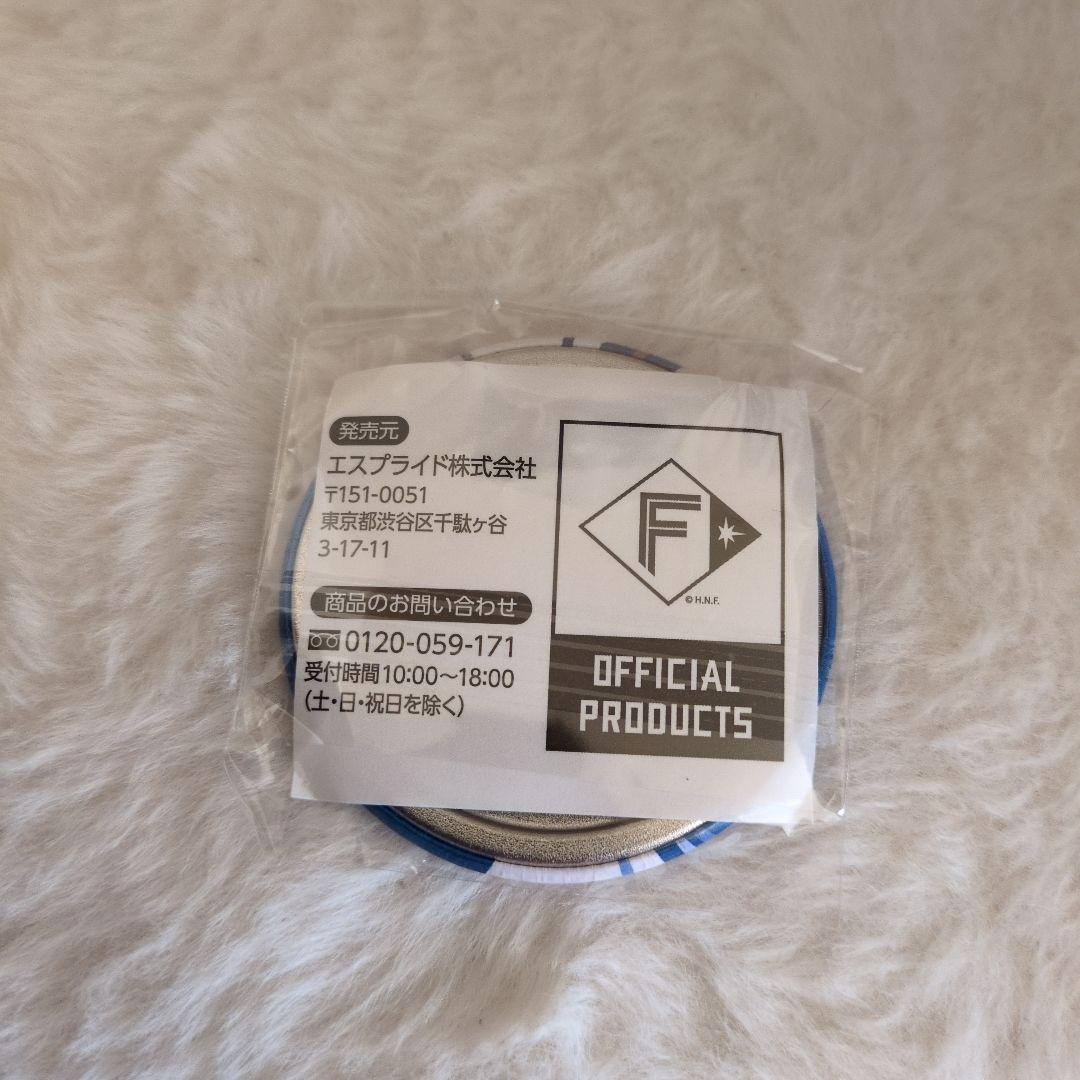 発売元
エスプライド株式会社
〒151-0051
東京都渋谷区千駄ヶ谷
3-17-11
商品のお問い合わせ
0120-059-171
受付時間10:00～18:00
(土・日・祝日を除く)
F
© H.N.F.
OFFICIAL
PRODUCTS